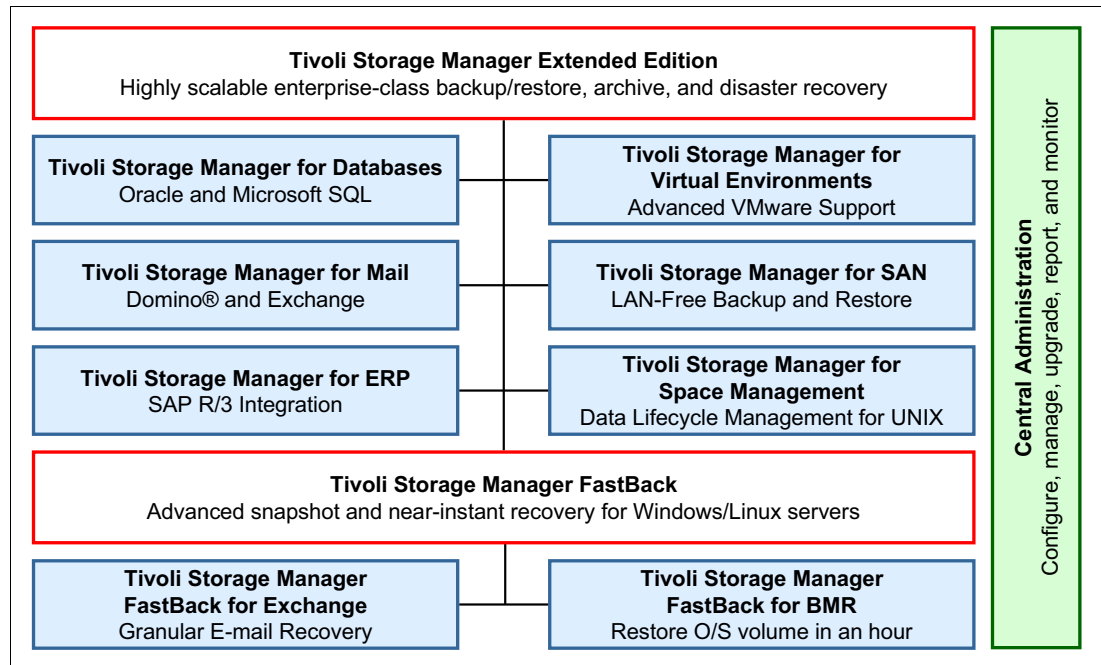 Tivoli Storage Manager Extended Edition
Highly scalable enterprise-class backup/restore, archive, and disaster recovery
Tivoli Storage Manager for Databases
Oracle and Microsoft SQL
Tivoli Storage Manager for
Virtual Environments
Advanced VMware Support
Tivoli Storage Manager for Mail
Domino® and Exchange
Tivoli Storage Manager for SAN
LAN-Free Backup and Restore
Tivoli Storage Manager for ERP
SAP R/3 Integration
Tivoli Storage Manager for
Space Management
Data Lifecycle Management for UNIX
Tivoli Storage Manager FastBack
Advanced snapshot and near-instant recovery for Windows/Linux servers
Tivoli Storage Manager
FastBack for Exchange
Granular E-mail Recovery
Tivoli Storage Manager
FastBack for BMR
Restore O/S volume in an hour
Central Administration
Configure, manage, upgrade, report, and monitor